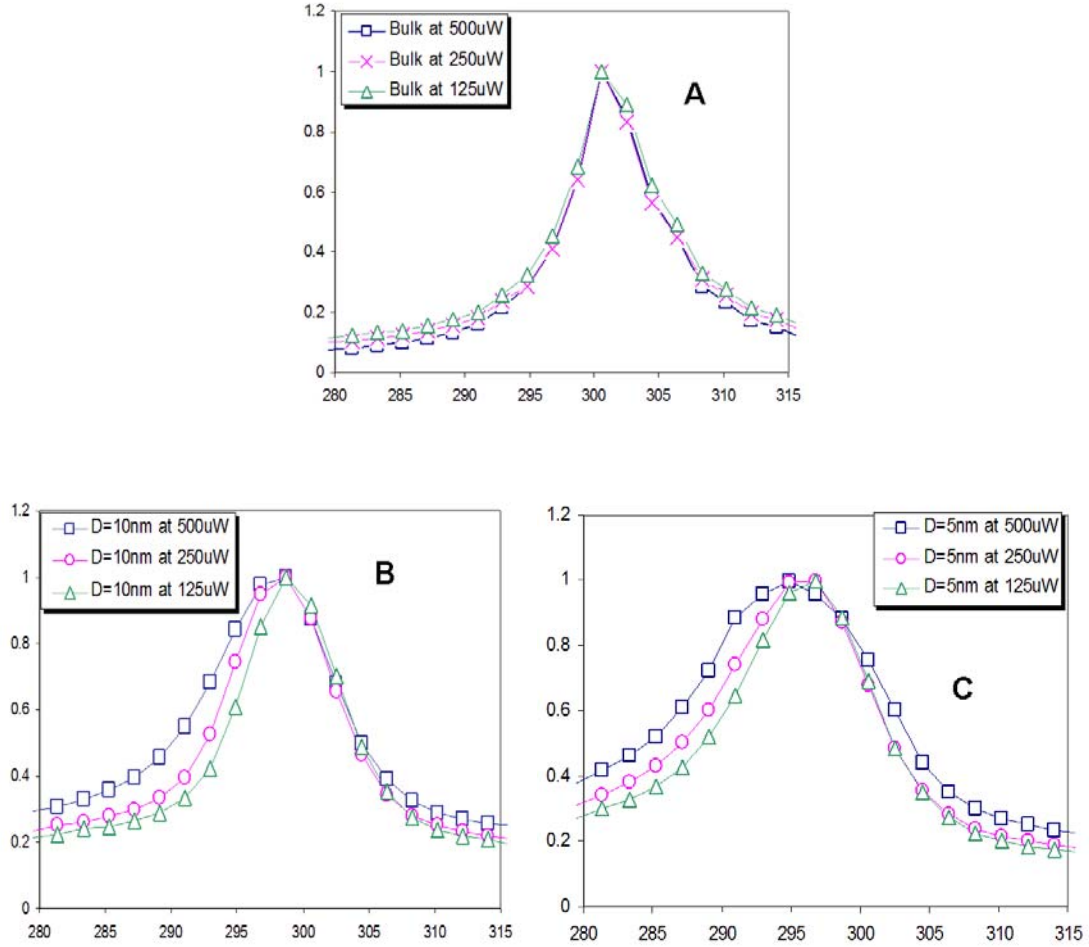 1.2
1
0.8
0.6
0.4
0.2
0
Bulk at 500uW
Bulk at 250uW
Bulk at 125uW
A
280 285 290 295 300 305 310 315
1.2
1
0.8
0.6
0.4
0.2
0
D=10nm at 500uW
D=10nm at 250uW
D=10nm at 125uW
B
280 285 290 295 300 305 310 315
1.2
1
0.8
0.6
0.4
0.2
0
D=5nm at 500uW
D=5nm at 250uW
D=5nm at 125uW
C
280 285 290 295 300 305 310 315